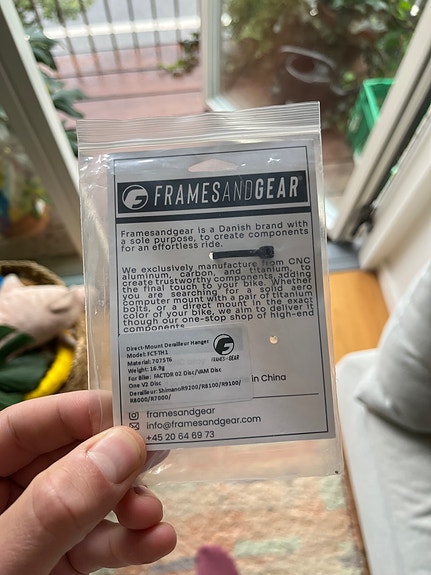 FRAMESANDGEAR
Framesandgear is a Danish brand with
a sole purpose, to create components
for an effortless ride.
We exclusively manufacture from CNC
aluminum, carbon, and titanium, to
create trustworthy components, adding
the final touch to your bike. Whether
you are searching for a solid aero
computer mount with a pair of titanium
bolts, or a direct mount in the exact
color of your bike, we aim to deliver it
though our one-stop shop of high-end
components
Direct-Mount Derailleur Hanger
Model: FCT-TH1
Material: 7075T6
Weight: 16.9g
For Bike: FACTOR O2 Disc/VAM Disc
One V2 Disc
Deraileur: ShimanoR9200/R8100/R9100/
R8000/R7000/
FRAMES-GEAR
in China
framesandgear
info@framesandgear.com
+45 20 64 69 73